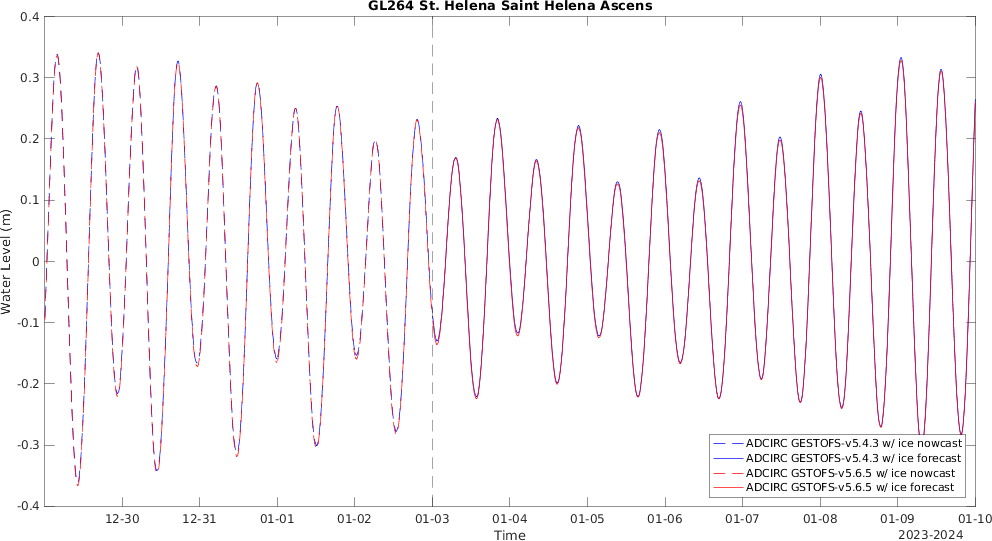 GL264 St. Helena Saint Helena Ascens
Water Level (m)
0.4
0.3
0.2
0.1
0
-0.1
-0.2
-0.3
-0.4
ADCIRC GESTOFS-v5.4.3 w/ ice nowcast
ADCIRC GESTOFS-v5.4.3 w/ ice forecast
ADCIRC GSTOFS-v5.6.5 w/ ice nowcast
ADCIRC GSTOFS-v5.6.5 w/ ice forecast
12-30 12-31 01-01 01-02 01-03 01-04 01-05 01-06 01-07 01-08 01-09 01-10
Time
2023-2024